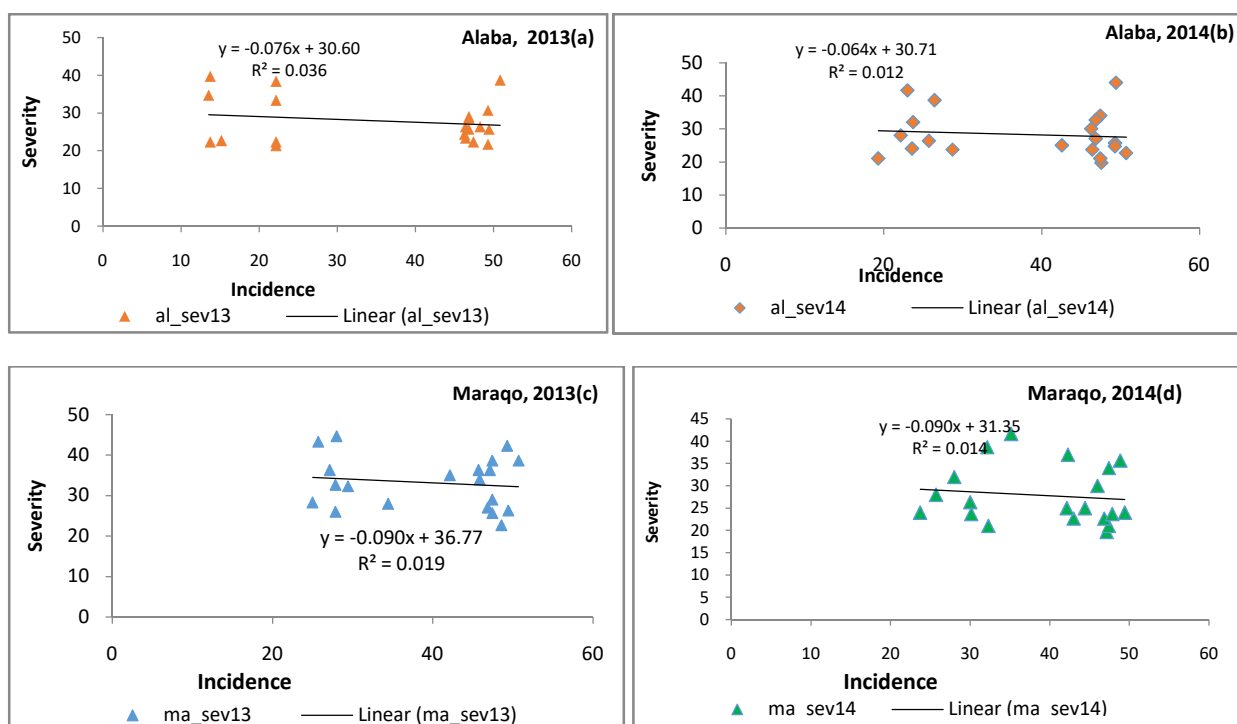 Alaba, 2013(a)
y = -0.076x + 30.60
R² = 0.036
50
40
30
20
10
0
Severity
0 10 20 30 40 50 60
Incidence
al_sev13 Linear (al_sev13)
Alaba, 2014(b)
y = -0.064x + 30.71
R² = 0.012
50
40
30
20
10
0
Severity
0 20 40 60
Incidence
al_sev14 Linear (al_sev14)
Maraqo, 2013(c)
50
40
30
20
10
0
Severity
y = -0.090x + 36.77
R² = 0.019
0 20 40 60
Incidence
ma_sev13 Linear (ma_sev13)
Maraqo, 2014(d)
y = -0.090x + 31.35
R² = 0.014
45
40
35
30
25
20
15
10
5
0
Severity
0 10 20 30 40 50 60
Incidence
ma_sev14 Linear (ma_sev14)